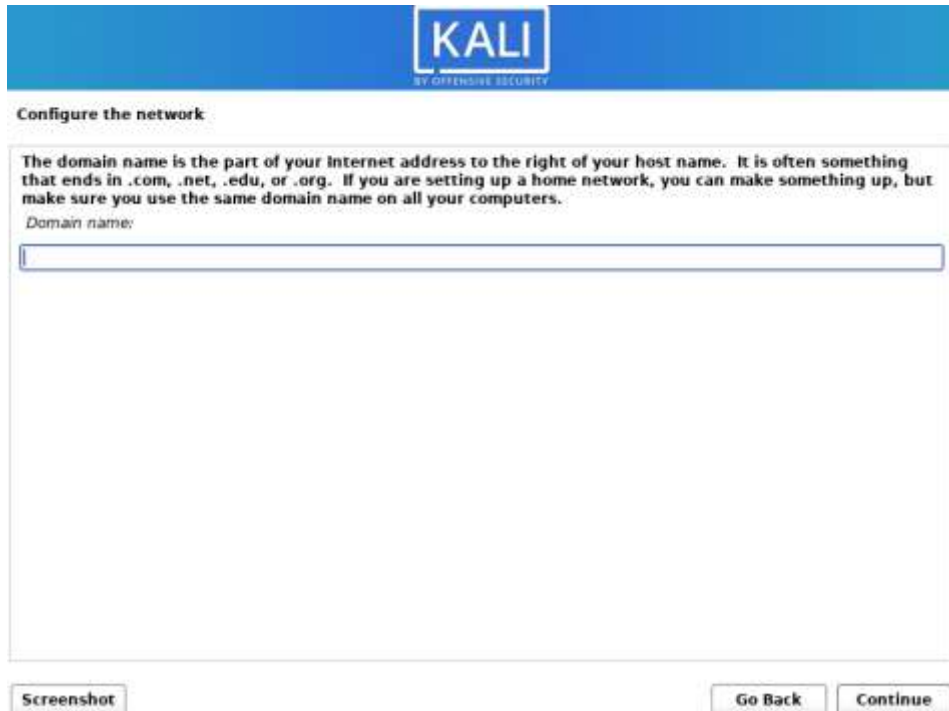 KALI
BY OFFENSIVE SECURITY
Configure the network
The domain name is the part of your Internet address to the right of your host name.  It is often something
that ends in .com, .net, .edu, or .org.  If you are setting up a home network, you can make something up, but
make sure you use the same domain name on all your computers.
Domain name:
Screenshot
Go Back
Continue